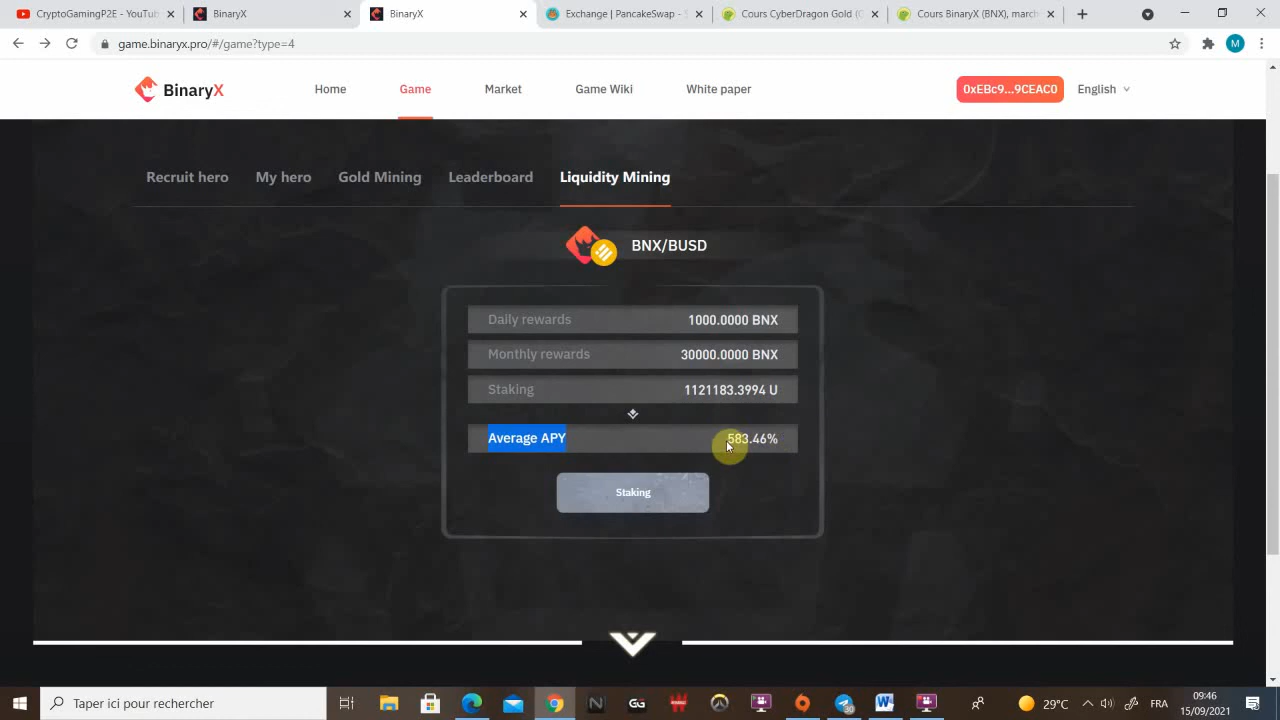 CryptoGamingP2E - YouTub
BinaryX
BinaryX
Exchange | PancakeSwap - S
Cours CyberDragon Gold (C
Cours BinaryX (BNX), march
game.binaryx.pro/#/game?type=4
M
BinaryX
Home
Game
Market
Game Wiki
White paper
0xEBc9...9CEAC0
English
Recruit hero
My hero
Gold Mining
Leaderboard
Liquidity Mining
BNX/BUSD
Daily rewards 1000.0000 BNX
Monthly rewards 30000.0000 BNX
Staking 1121183.3994 U
Average APY 583.46%
Staking
Taper ici pour rechercher
N
GG
W
30
29°C
FRA
09:46
15/09/2021